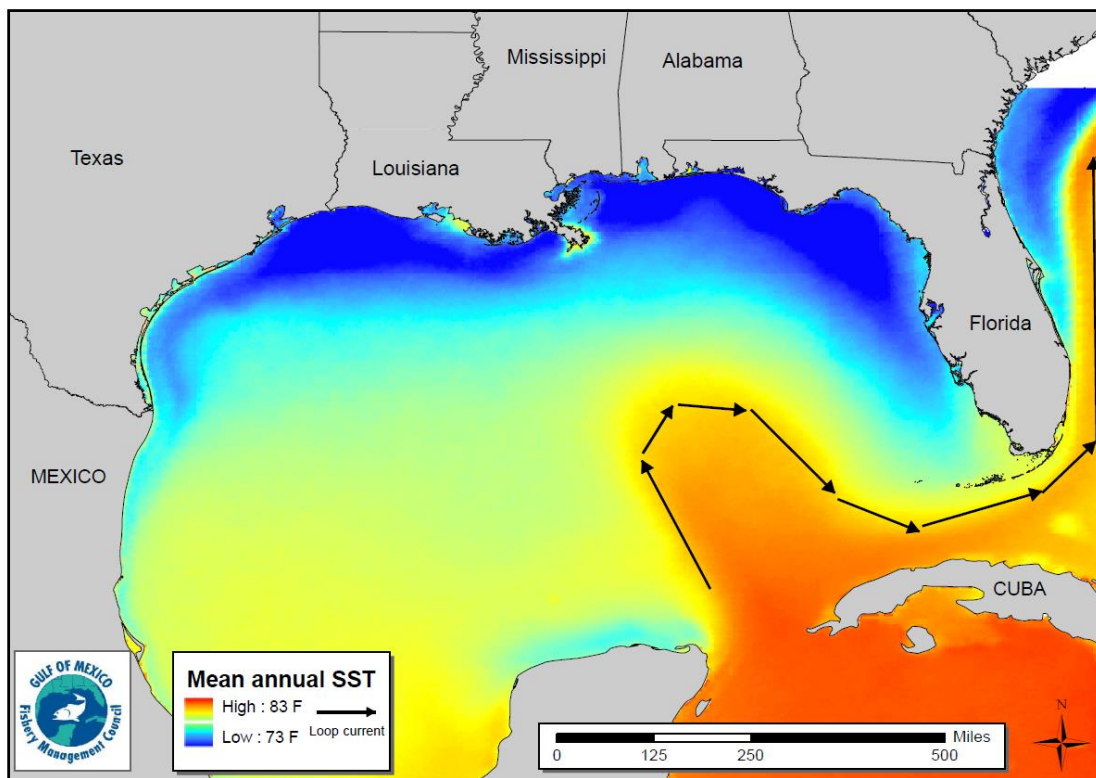 Mississippi
Alabama
Texas
Louisiana
Florida
MEXICO
CUBA
GULF OF MEXICO
Fishery Management Council
Mean annual SST
High : 83 F
Low : 73 F
Loop current
Miles
0 125 250 500
N